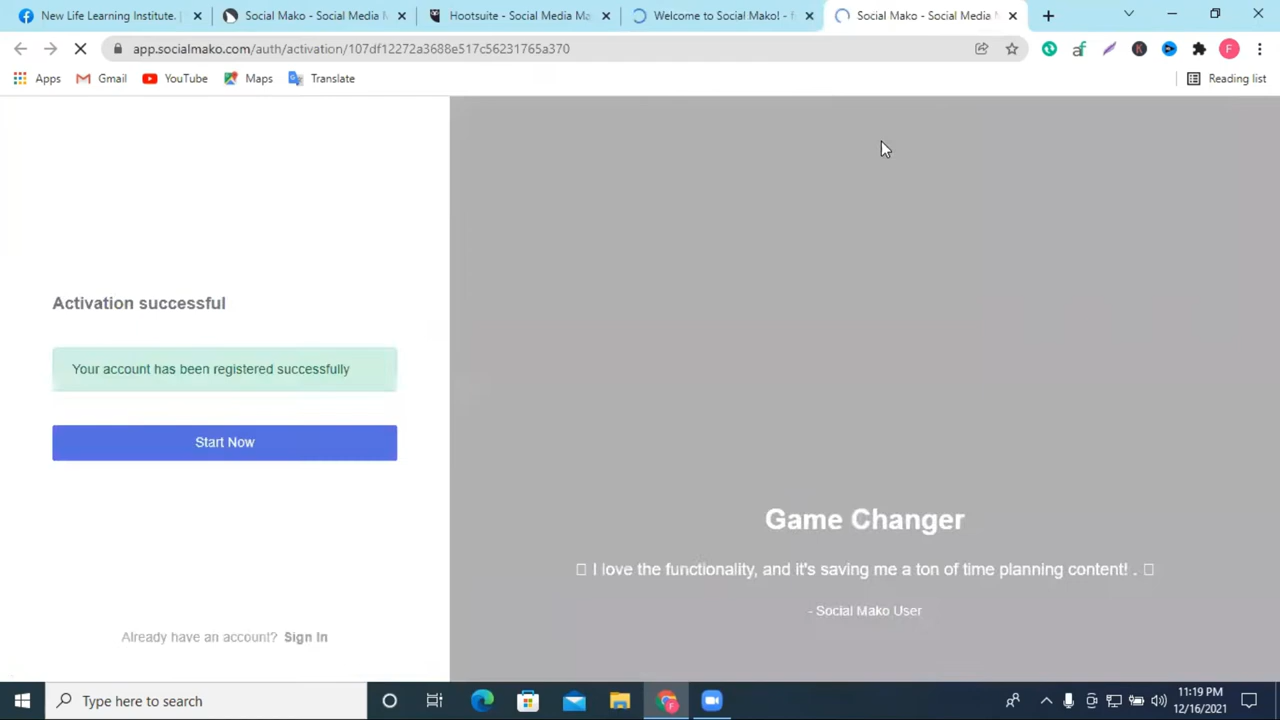 New Life Learning Institute.
Social Mako - Social Media M
Hootsuite - Social Media Ma
Welcome to Social Mako! - f
Social Mako - Social Media M
app.socialmako.com/auth/activation/107df12272a3688e517c56231765a370
af
K
F
Apps
Gmail
YouTube
Maps
Translate
Reading list
Activation successful
Your account has been registered successfully
Start Now
Already have an account? Sign In
Game Changer
I love the functionality, and it's saving me a ton of time planning content! .
- Social Mako User
Type here to search
11:19 PM
12/16/2021